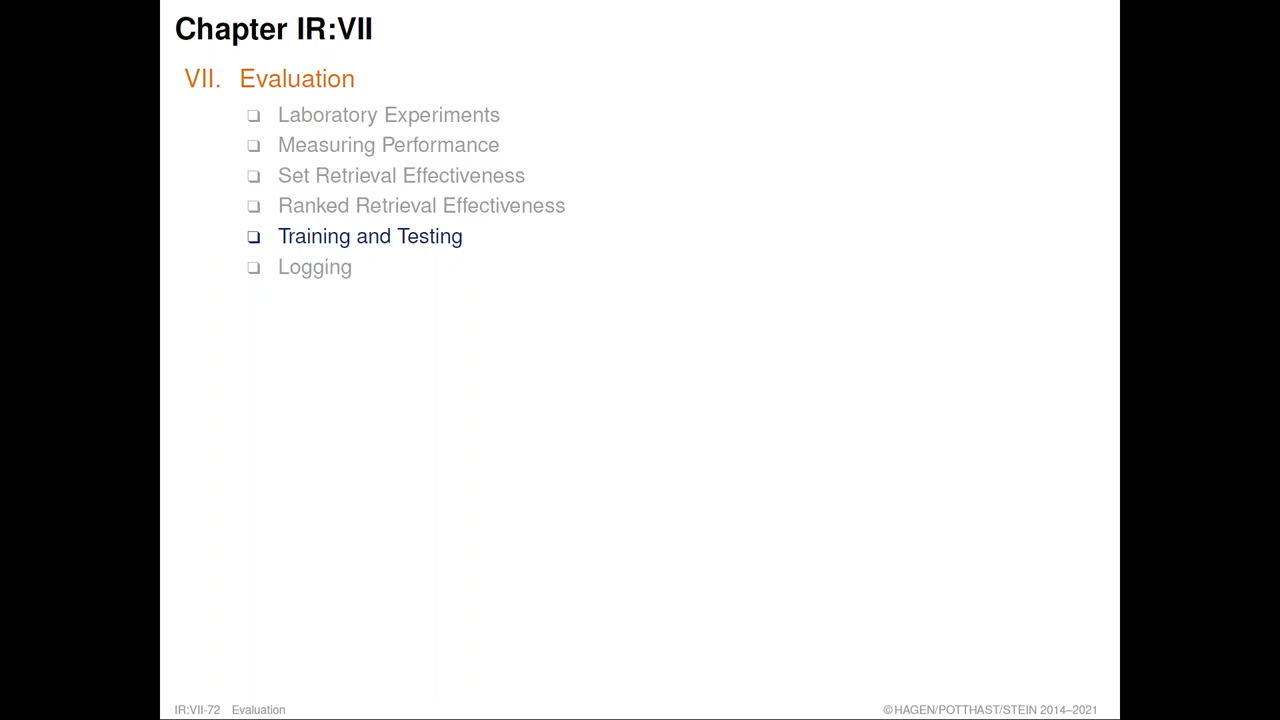 Chapter IR:VII
VII. Evaluation
❏ Laboratory Experiments
❏ Measuring Performance
❏ Set Retrieval Effectiveness
❏ Ranked Retrieval Effectiveness
❏ Training and Testing
❏ Logging
IR:VII-72 Evaluation
©HAGEN/POTTHAST/STEIN 2014–2021